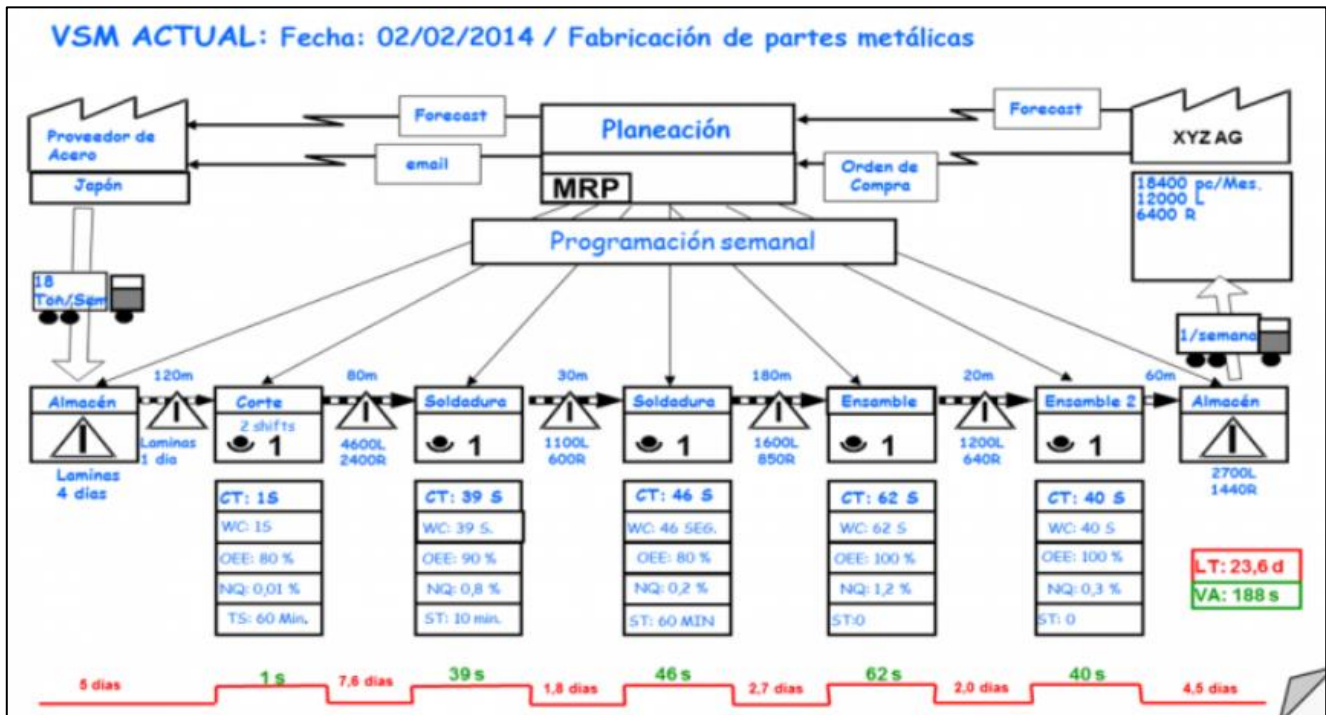 VSM ACTUAL: Fecha: 02/02/2014 / Fabricación de partes metálicas
Proveedor de
Acero
Japón
Forecast
email
Planeación
MRP
Forecast
Orden de
Compra
XYZ AG
18400 pc/Mes.
12000 L
6400 R
Programación semanal
18
Ton/Sem
1/semana
Almacén
Laminas
4 dias
120m
Laminas
1 dia
Corte
2 shifts
1
80m
4600L
2400R
Soldadura
1
30m
1100L
600R
Soldadura
1
180m
1600L
850R
Ensamble
1
20m
1200L
640R
Ensamble 2
1
60m
Almacén
2700L
1440R
CT: 1S
WC: 1S
OEE: 80 %
NQ: 0,01 %
TS: 60 Min.
CT: 39 S
WC: 39 S.
OEE: 90 %
NQ: 0,8 %
ST: 10 min.
CT: 46 S
WC: 46 SEG.
OEE: 80 %
NQ: 0,2 %
ST: 60 MIN
CT: 62 S
WC: 62 S
OEE: 100 %
NQ: 1,2 %
ST:0
CT: 40 S
WC: 40 S
OEE: 100 %
NQ: 0,3 %
ST: 0
LT: 23,6 d
VA: 188 s
5 dias
1 s
7,6 dias
39 s
1,8 dias
46 s
2,7 dias
62 s
2,0 dias
40 s
4,5 dias